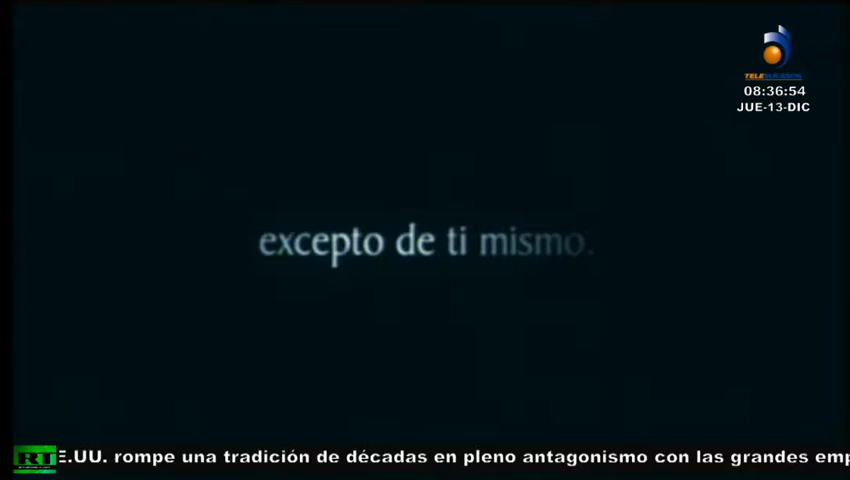 TELESUCESOS
08:36:54
JUE-13-DIC
excepto de ti mismo.
RT
E.UU. rompe una tradición de décadas en pleno antagonismo con las grandes emp